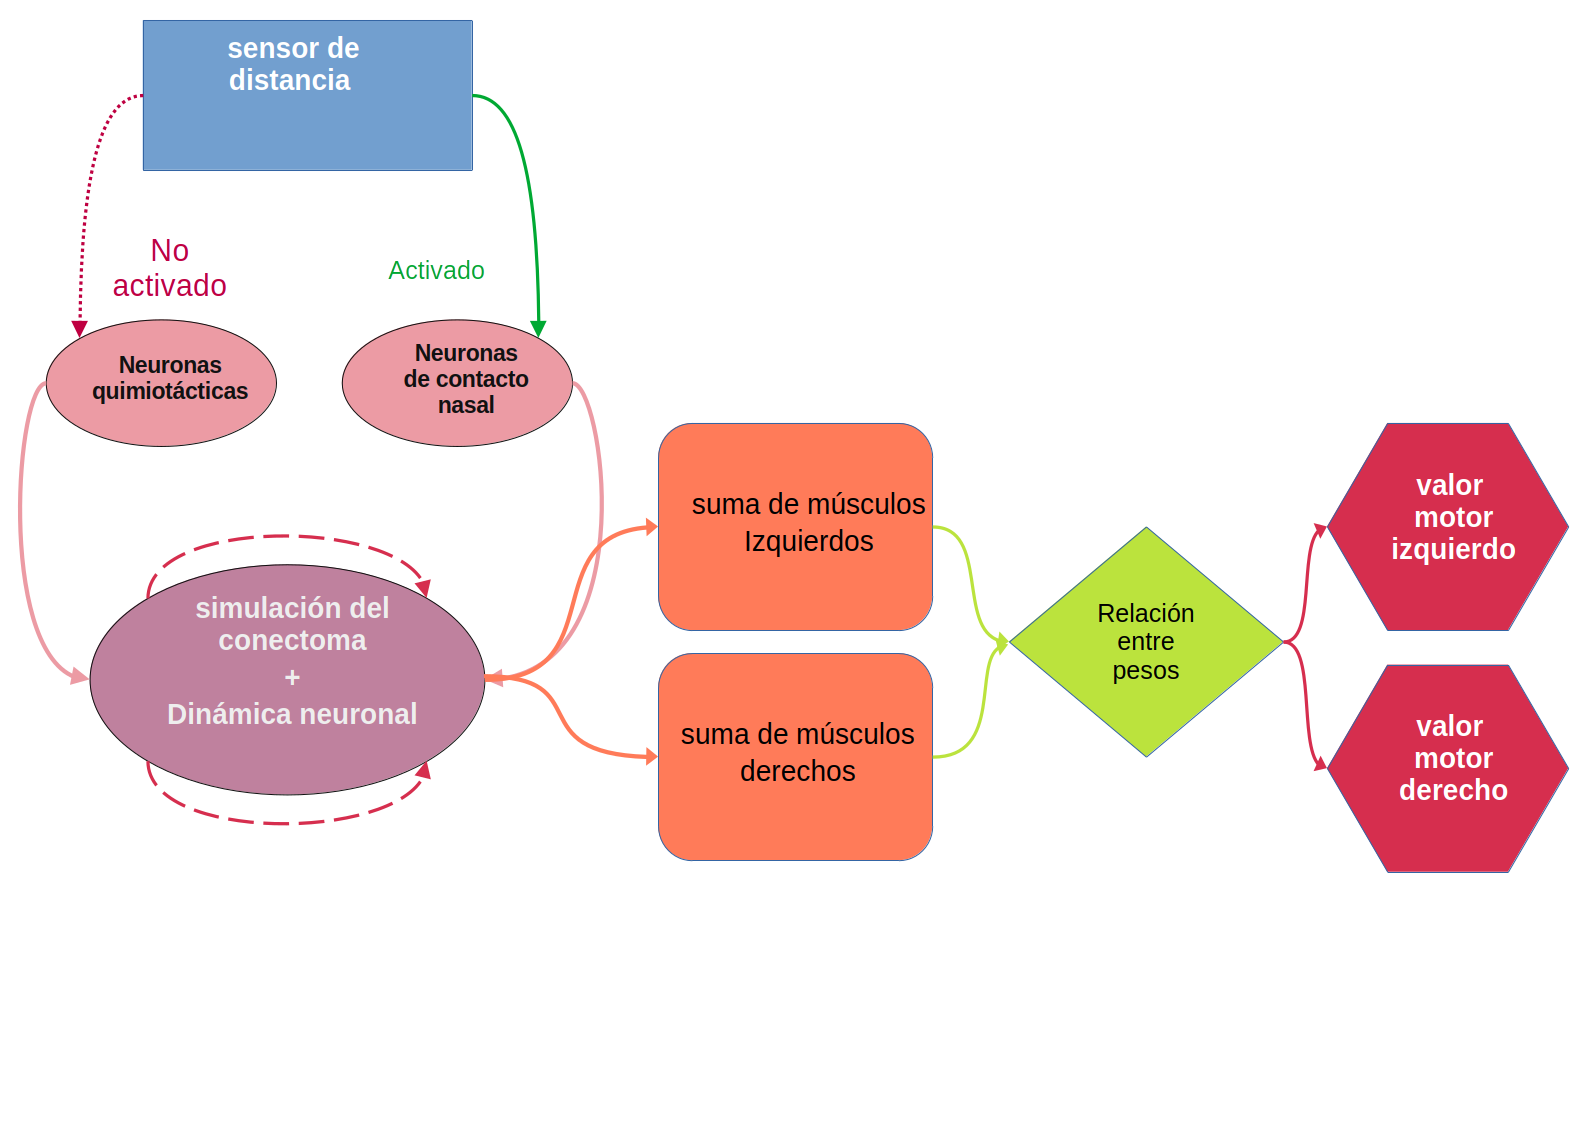 sensor de
distancia
No
activado
Activado
Neuronas
quimiotácticas
Neuronas
de contacto
nasal
simulación del
conectoma
+
Dinámica neuronal
suma de músculos
Izquierdos
suma de músculos
derechos
Relación
entre
pesos
valor
motor
izquierdo
valor
motor
derecho